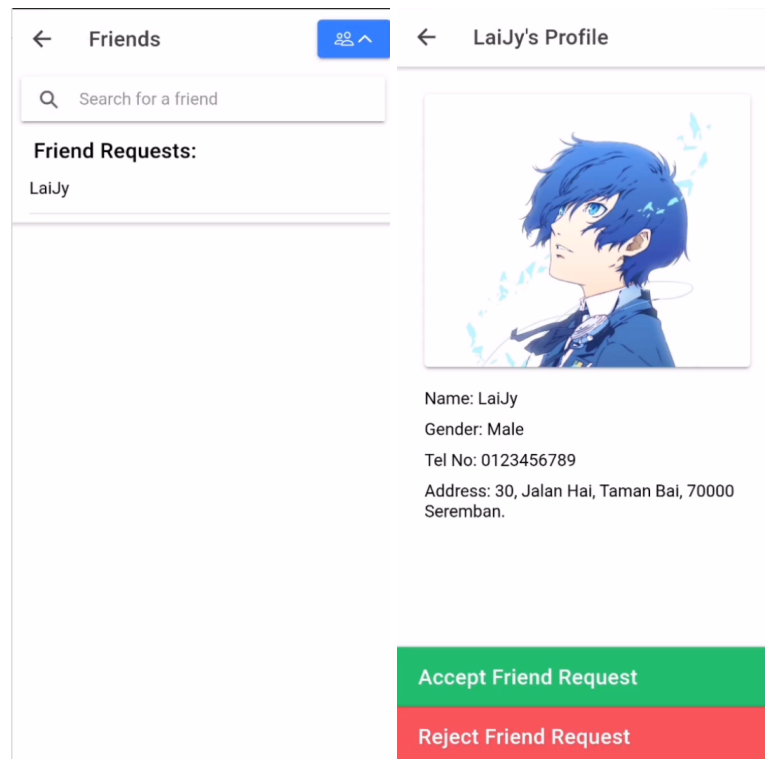 Friends
Search for a friend
Friend Requests:
LaiJy
LaiJy's Profile
Name: LaiJy
Gender: Male
Tel No: 0123456789
Address: 30, Jalan Hai, Taman Bai, 70000
Seremban.
Accept Friend Request
Reject Friend Request